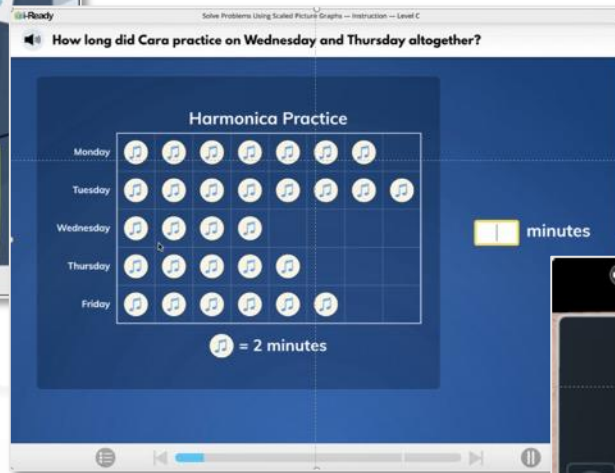 i-Ready
Solve Problems Using Scaled Picture Graphs — Instruction — Level C
How long did Cara practice on Wednesday and Thursday altogether?
Harmonica Practice
Monday
Tuesday
Wednesday
Thursday
Friday
= 2 minutes
minutes